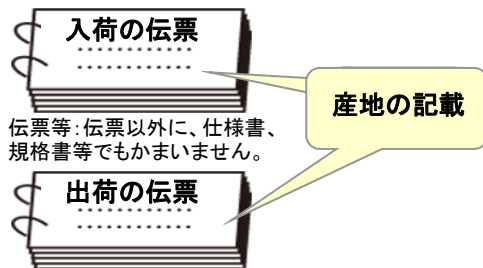 入荷の伝票
産地の記載
伝票等:伝票以外に、仕様書、
規格書等でもかまいません。
出荷の伝票